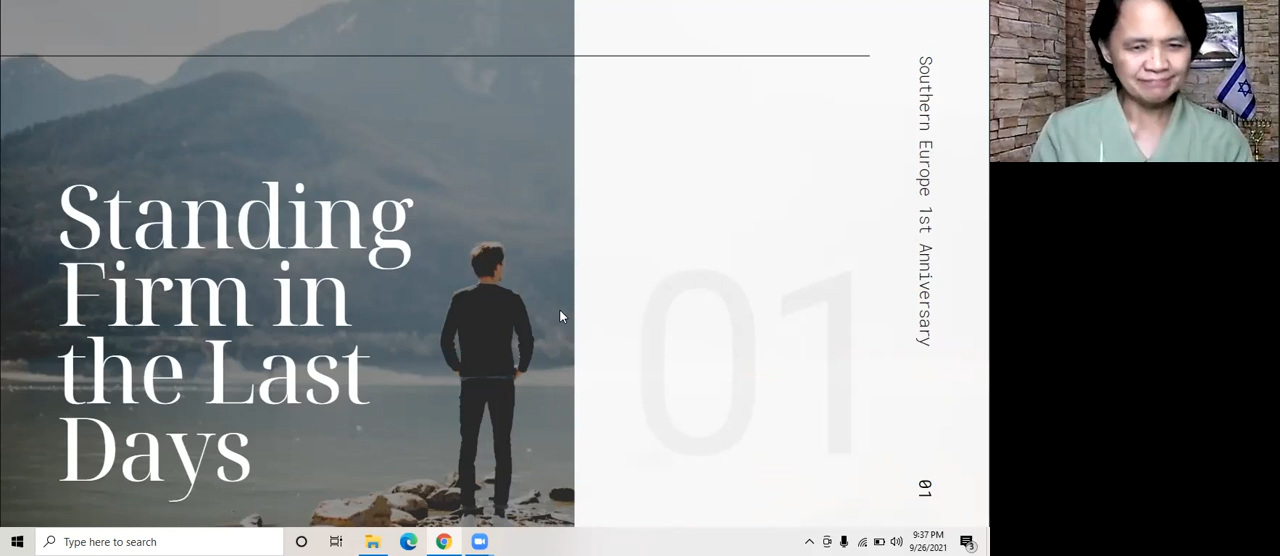 Standing
Firm in
the Last
Days
Southern Europe 1st Anniversary
01
01
Type here to search
9:37 PM
9/26/2021
3